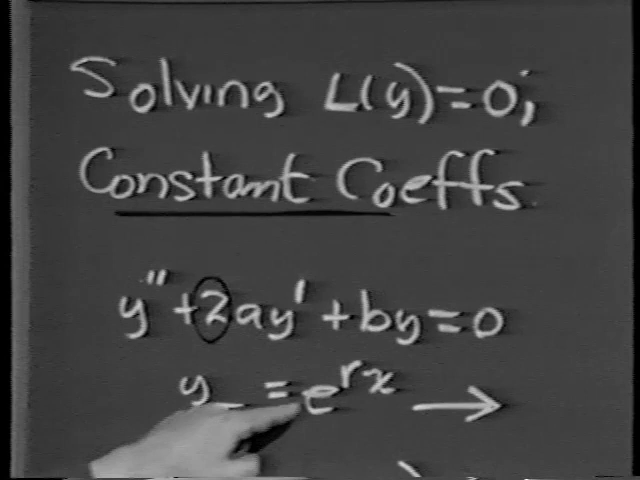 Solving L(y)=0;
Constant Coeffs.
y"+2ay'+by=0
y = e^{rx} →